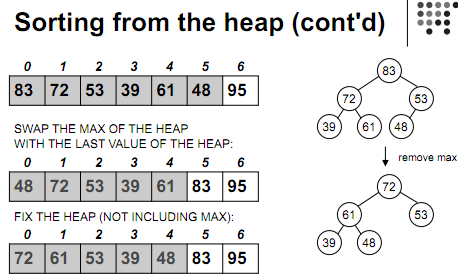 Sorting from the heap (cont'd)
0 1 2 3 4 5 6
83 72 53 39 61 48 95
SWAP THE MAX OF THE HEAP
WITH THE LAST VALUE OF THE HEAP:
0 1 2 3 4 5 6
48 72 53 39 61 83 95
FIX THE HEAP (NOT INCLUDING MAX):
0 1 2 3 4 5 6
72 61 53 39 48 83 95
83
72 53
39 61 48
remove max
72
61 53
39 48